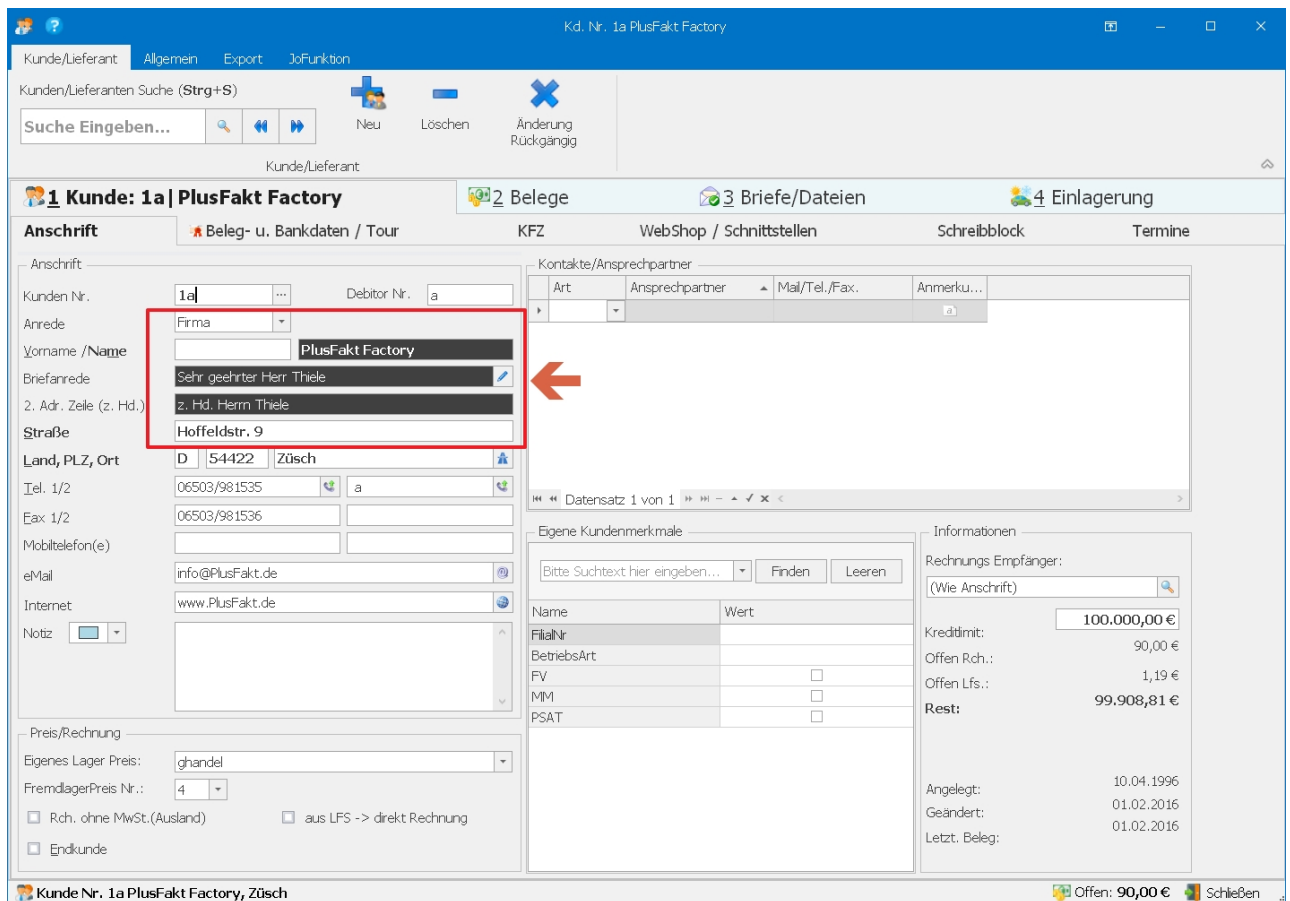 Kd. Nr. 1a PlusFakt Factory
Kunde/Lieferant Allgemein Export JoFunktion
Kunden/Lieferanten Suche (Strg+S)
Suche Eingeben...
Neu Löschen Änderung Rückgängig
Kunde/Lieferant
1 Kunde: 1a| PlusFakt Factory 2 Belege 3 Briefe/Dateien 4 Einlagerung
Anschrift Beleg- u. Bankdaten / Tour KFZ WebShop / Schnittstellen Schreibblock Termine
Anschrift
Kunden Nr. 1a ... Debitor Nr. a
Anrede Firma
Vorname /Name PlusFakt Factory
Briefanrede Sehr geehrter Herr Thiele
2. Adr. Zeile (z. Hd.) z. Hd. Herrn Thiele
Straße Hoffeldstr. 9
Land, PLZ, Ort D 54422 Züsch
Tel. 1/2 06503/981535 a
Fax 1/2 06503/981536
Mobiltelefon(e)
eMail info@PlusFakt.de
Internet www.PlusFakt.de
Notiz
Preis/Rechnung
Eigenes Lager Preis: ghandel
FremdlagerPreis Nr.: 4
Rch. ohne MwSt.(Ausland) aus LFS -> direkt Rechnung
Endkunde
Kontakte/Ansprechpartner
Art Ansprechpartner Mail/Tel./Fax. Anmerku...
a
Datensatz 1 von 1
Eigene Kundenmerkmale
Bitte Suchtext hier eingeben... Finden Leeren
Name Wert
FilialNr
BetriebsArt
FV
MM
PSAT
Informationen
Rechnungs Empfänger:
(Wie Anschrift)
Kreditlimit: 100.000,00 €
Offen Rch.: 90,00 €
Offen Lfs.: 1,19 €
Rest: 99.908,81 €
Angelegt: 10.04.1996
Geändert: 01.02.2016
Letzt. Beleg: 01.02.2016
Kunde Nr. 1a PlusFakt Factory, Züsch Offen: 90,00 € Schließen